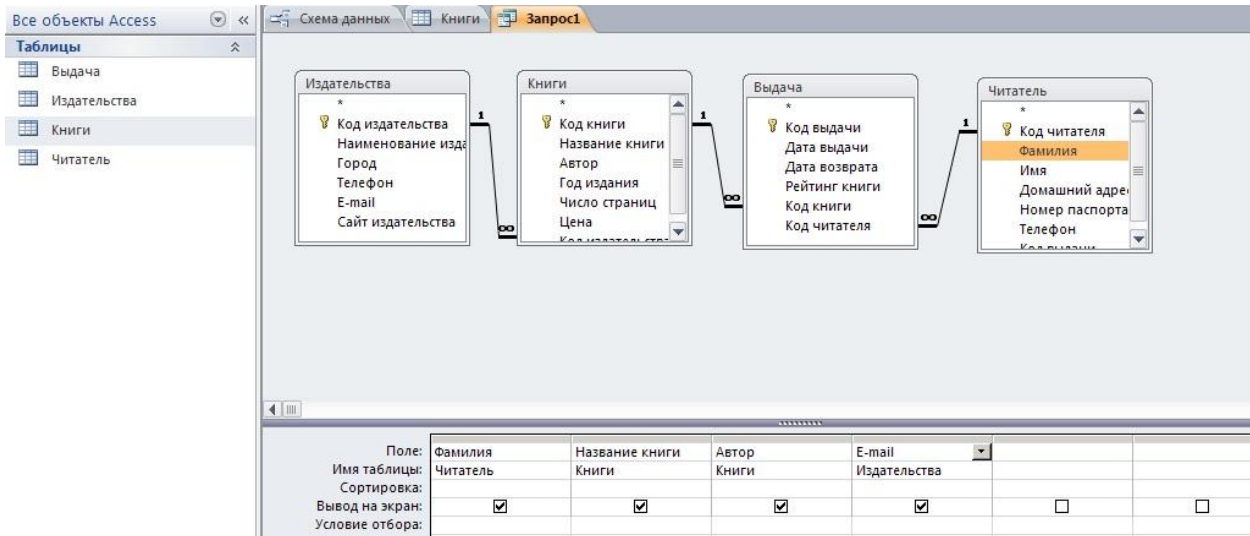 Все объекты Access
Таблицы
Выдача
Издательства
Книги
Читатель
Схема данных Книги Запрос1
Издательства
*
Код издательства
Наименование изда
Город
Телефон
E-mail
Сайт издательства
1
∞
Книги
*
Код книги
Название книги
Автор
Год издания
Число страниц
Цена
Код издательства
1
∞
Выдача
*
Код выдачи
Дата выдачи
Дата возврата
Рейтинг книги
Код книги
Код читателя
1
∞
Читатель
*
Код читателя
Фамилия
Имя
Домашний адре
Номер паспорта
Телефон
Код выдачи
Поле: Фамилия Название книги Автор E-mail
Имя таблицы: Читатель Книги Книги Издательства
Сортировка:
Вывод на экран:
Условие отбора: